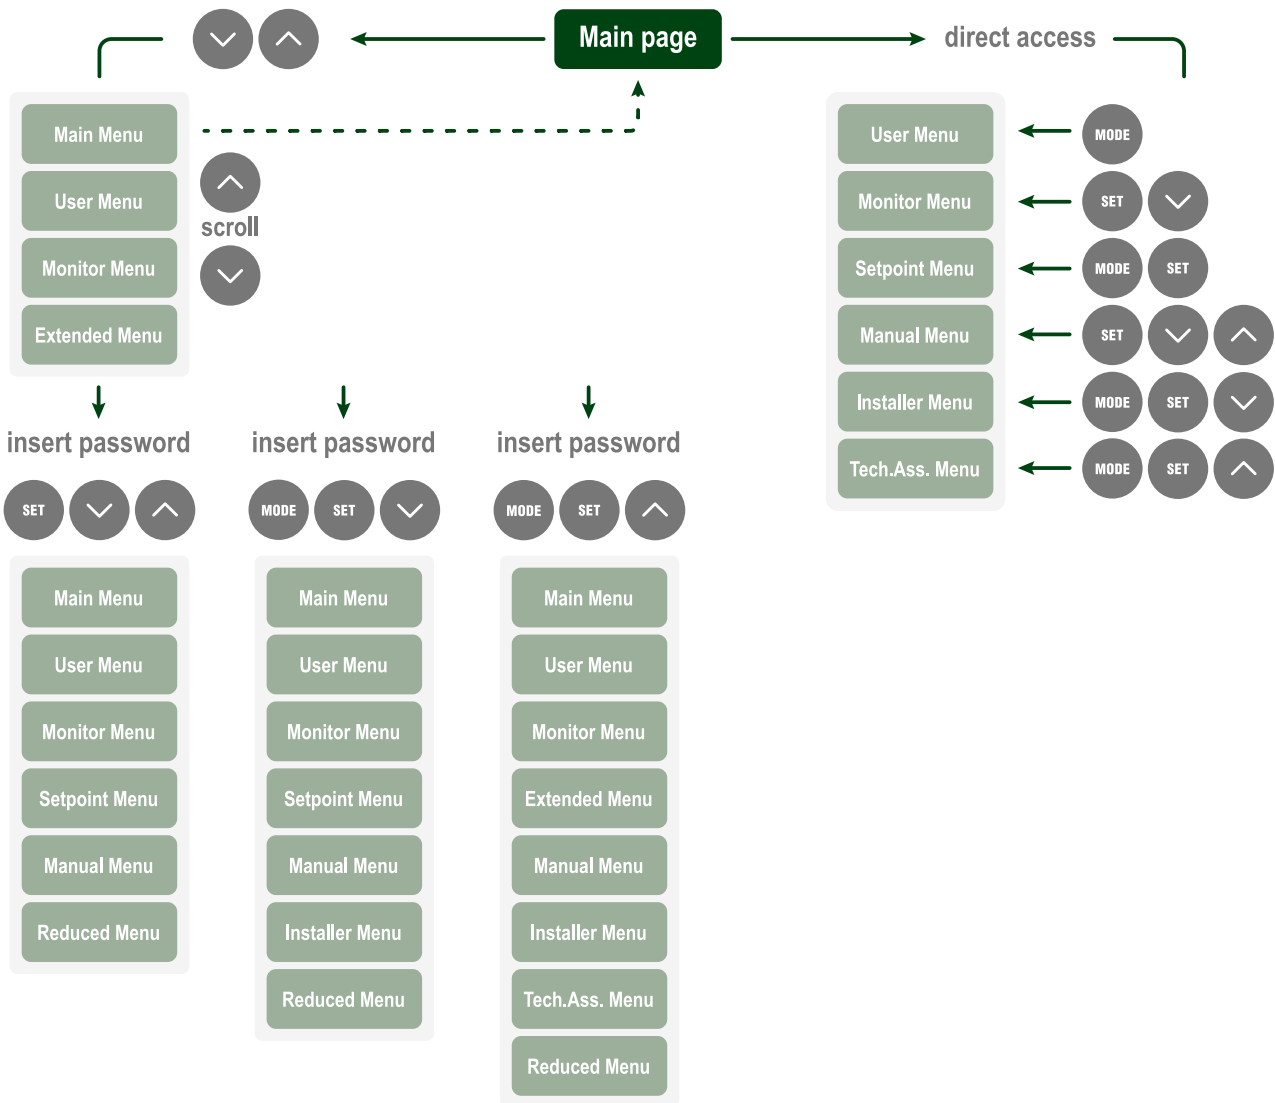 Main page
direct access
Main Menu
User Menu
Monitor Menu
Extended Menu
scroll
User Menu
MODE
Monitor Menu
SET
Setpoint Menu
MODE SET
Manual Menu
SET
Installer Menu
MODE SET
Tech.Ass. Menu
MODE SET
insert password
SET
Main Menu
User Menu
Monitor Menu
Setpoint Menu
Manual Menu
Reduced Menu
insert password
MODE SET
Main Menu
User Menu
Monitor Menu
Setpoint Menu
Manual Menu
Installer Menu
Reduced Menu
insert password
MODE SET
Main Menu
User Menu
Monitor Menu
Extended Menu
Manual Menu
Installer Menu
Tech.Ass. Menu
Reduced Menu